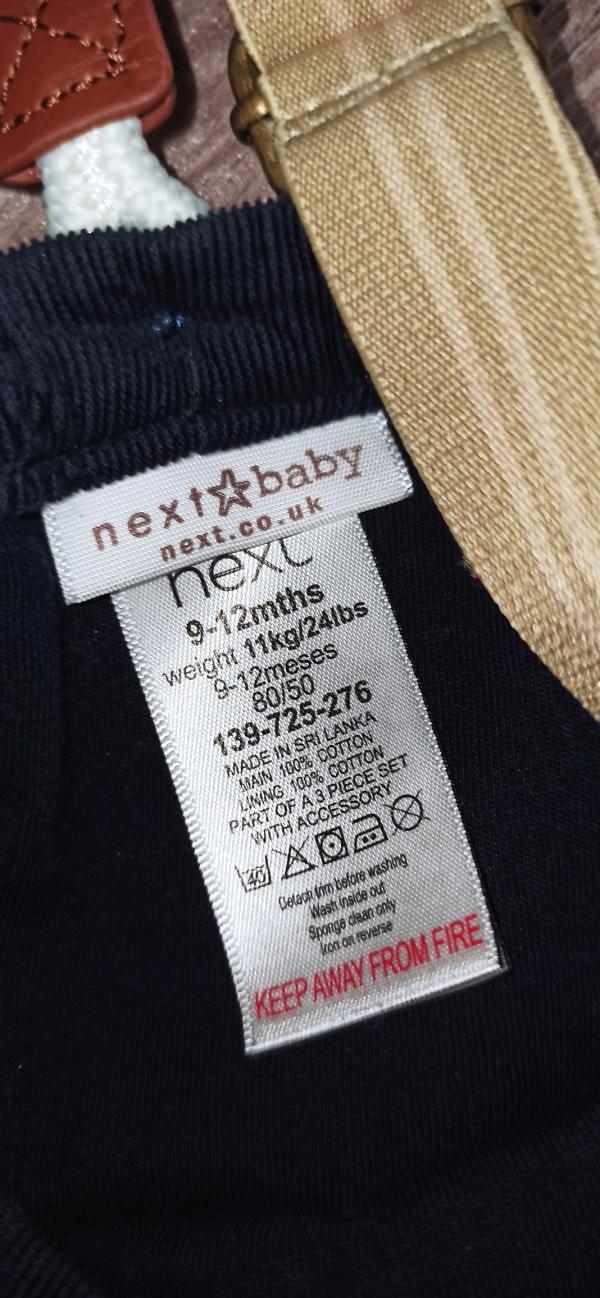 next☆baby
next.co.uk
next
9-12mths
weight 11kg/24lbs
9-12meses
80/50
139-725-276
MADE IN SRI LANKA
MAIN 100% COTTON
LINING 100% COTTON
PART OF A 3 PIECE SET
WITH ACCESSORY
40
Detach trim before washing
Wash inside out
Sponge clean only
Iron on reverse
KEEP AWAY FROM FIRE